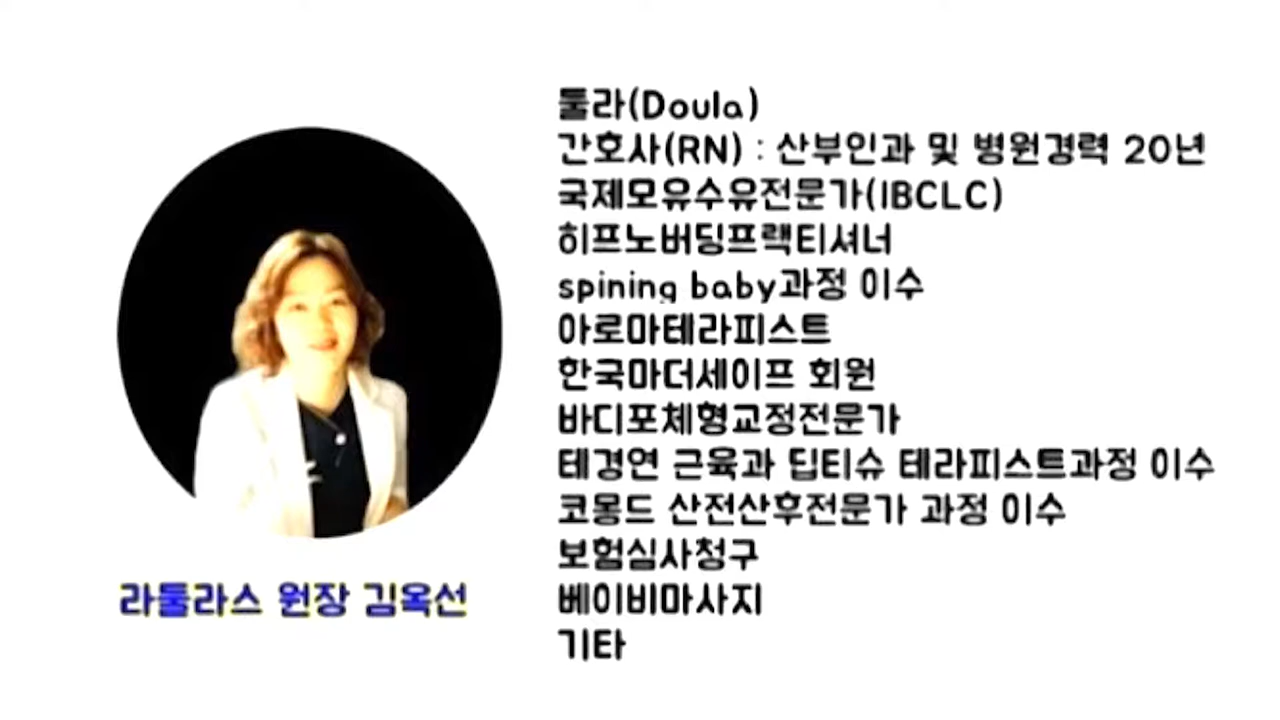 둘라(Doula)
간호사(RN) : 산부인과 및 병원경력 20년
국제모유수유전문가(IBCLC)
히프노버딩프랙티셔너
spining baby과정 이수
아로마테라피스트
한국마더세이프 회원
바디포체형교정전문가
테경연 근육과 딥티슈 테라피스트과정 이수
코몽드 산전산후전문가 과정 이수
보험심사청구
베이비마사지
기타
라둘라스 원장 김옥선